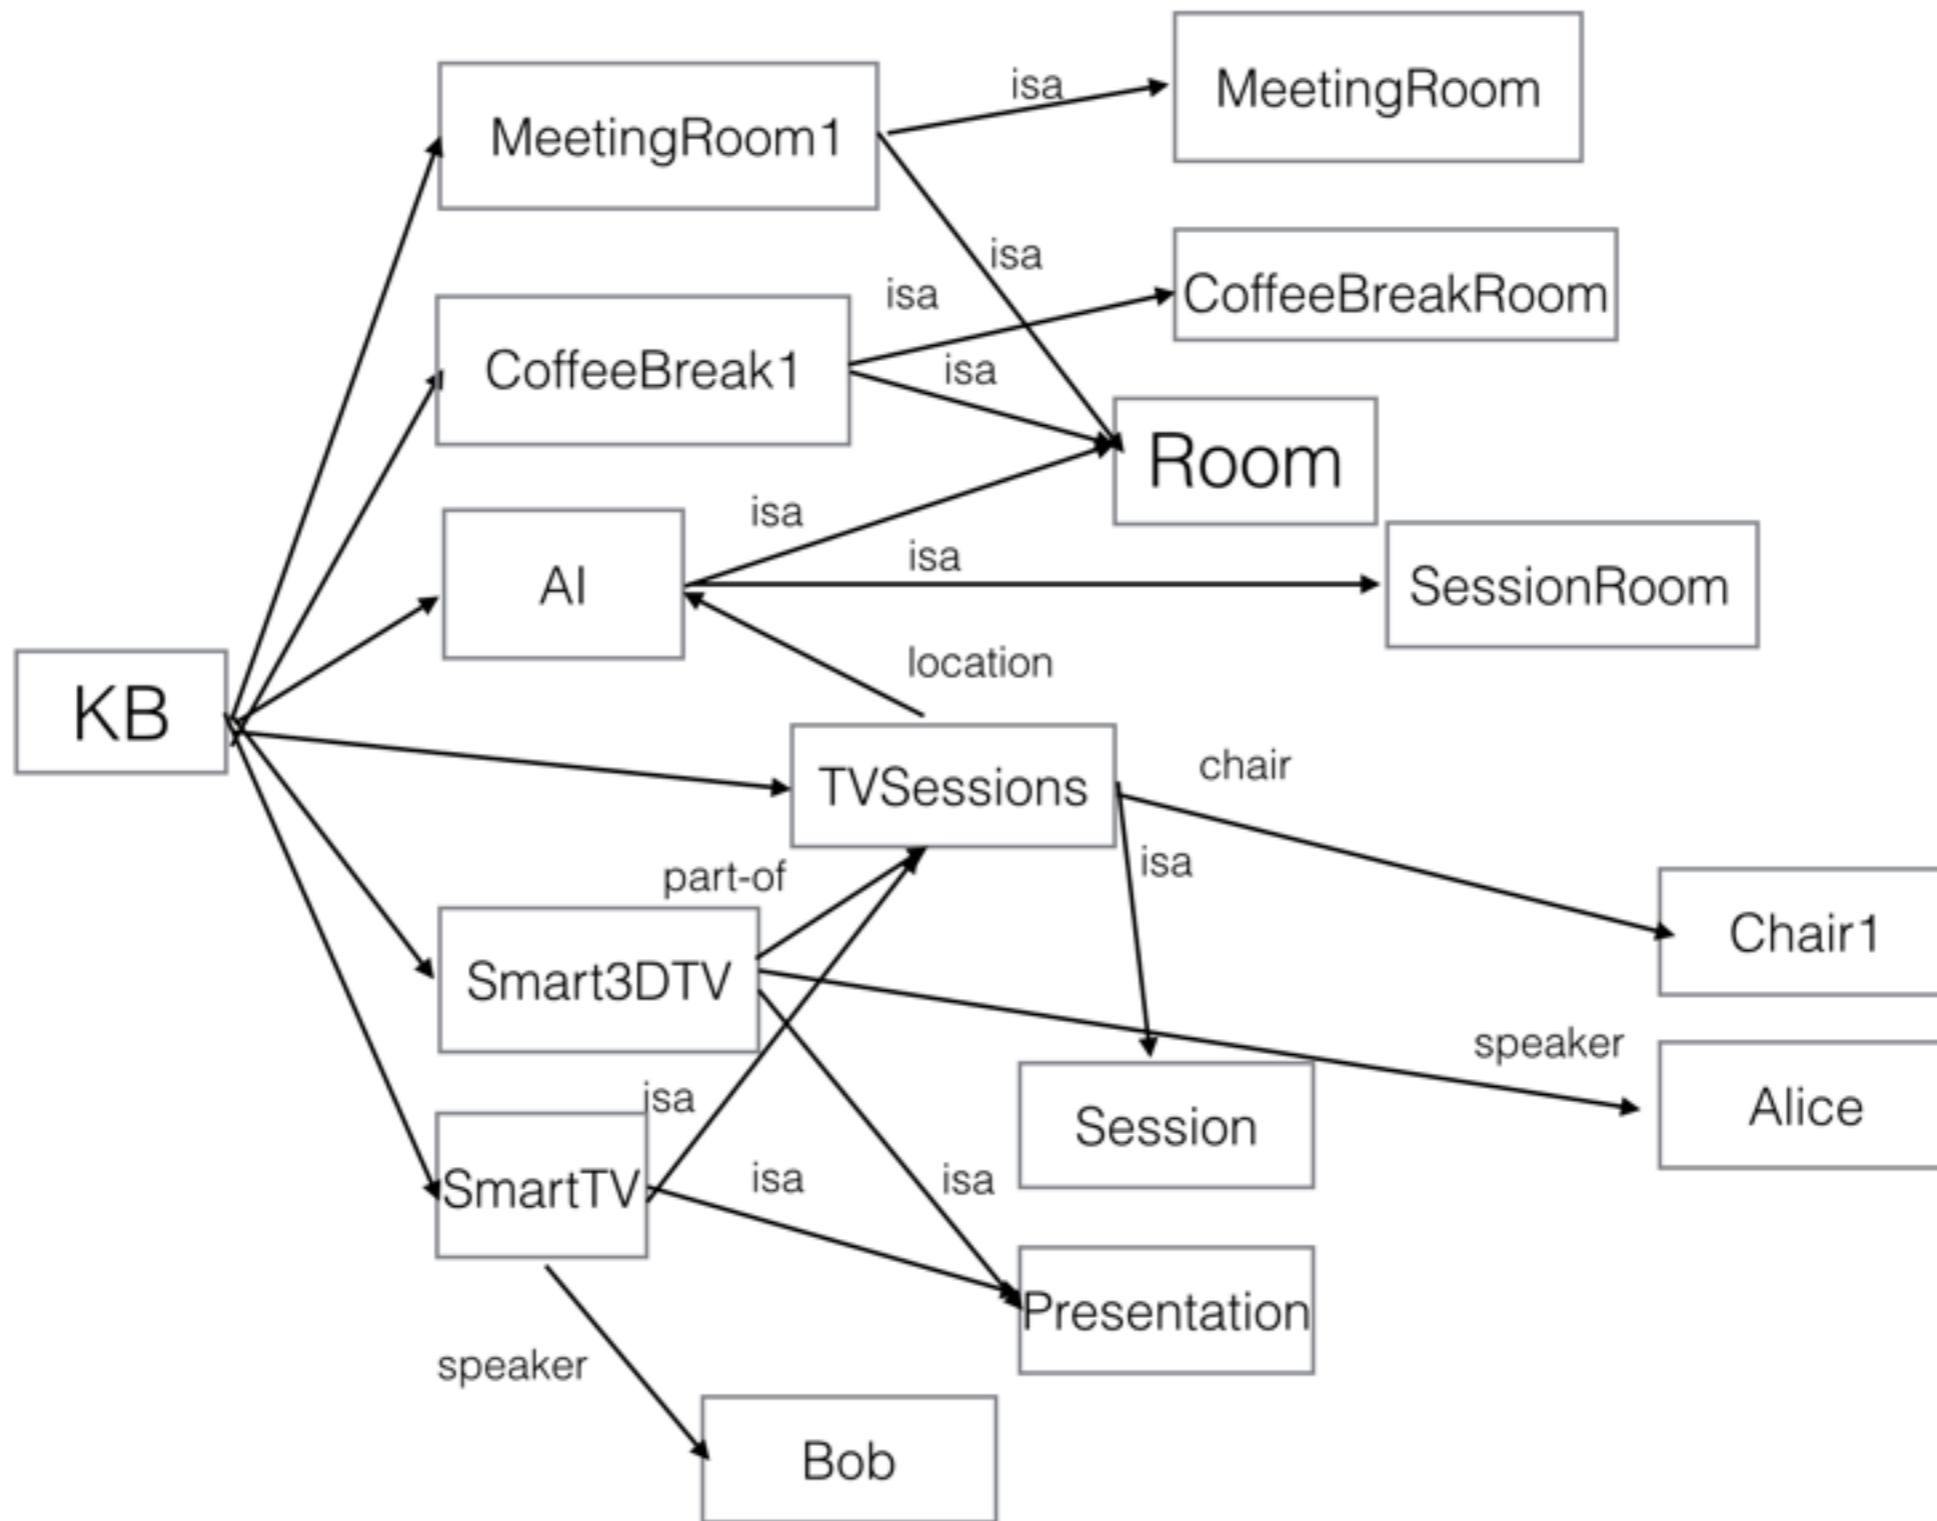 MeetingRoom
isa
MeetingRoom1
isa
CoffeeBreakRoom
isa
CoffeeBreak1
isa
Room
isa
isa
AI
SessionRoom
location
KB
TVSessions
chair
isa
part-of
Chair1
Smart3DTV
speaker
isa
Session
Alice
SmartTV
isa
isa
Presentation
speaker
Bob